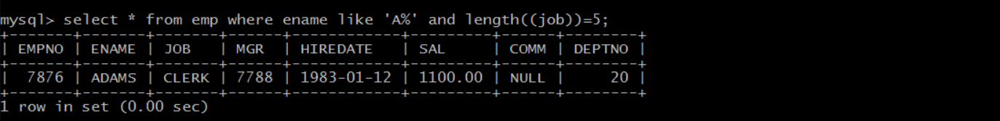 mysql> select * from emp where ename like 'A%' and length((job))=5;
+-------+-------+-------+------+------------+---------+------+--------+
| EMPNO | ENAME | JOB   | MGR  | HIREDATE   | SAL     | COMM | DEPTNO |
+-------+-------+-------+------+------------+---------+------+--------+
|  7876 | ADAMS | CLERK | 7788 | 1983-01-12 | 1100.00 | NULL |     20 |
+-------+-------+-------+------+------------+---------+------+--------+
1 row in set (0.00 sec)